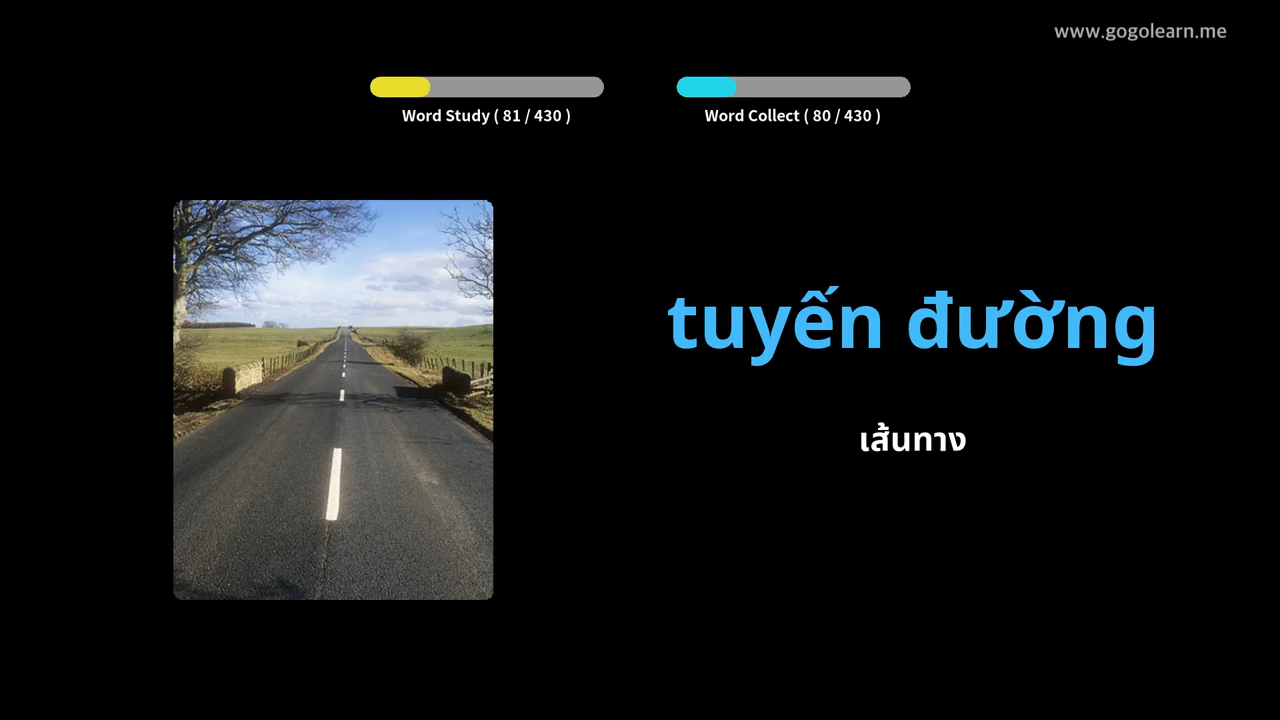 www.gogolearn.me
Word Study ( 81 / 430 )
Word Collect ( 80 / 430 )
tuyến đường
เส้นทาง